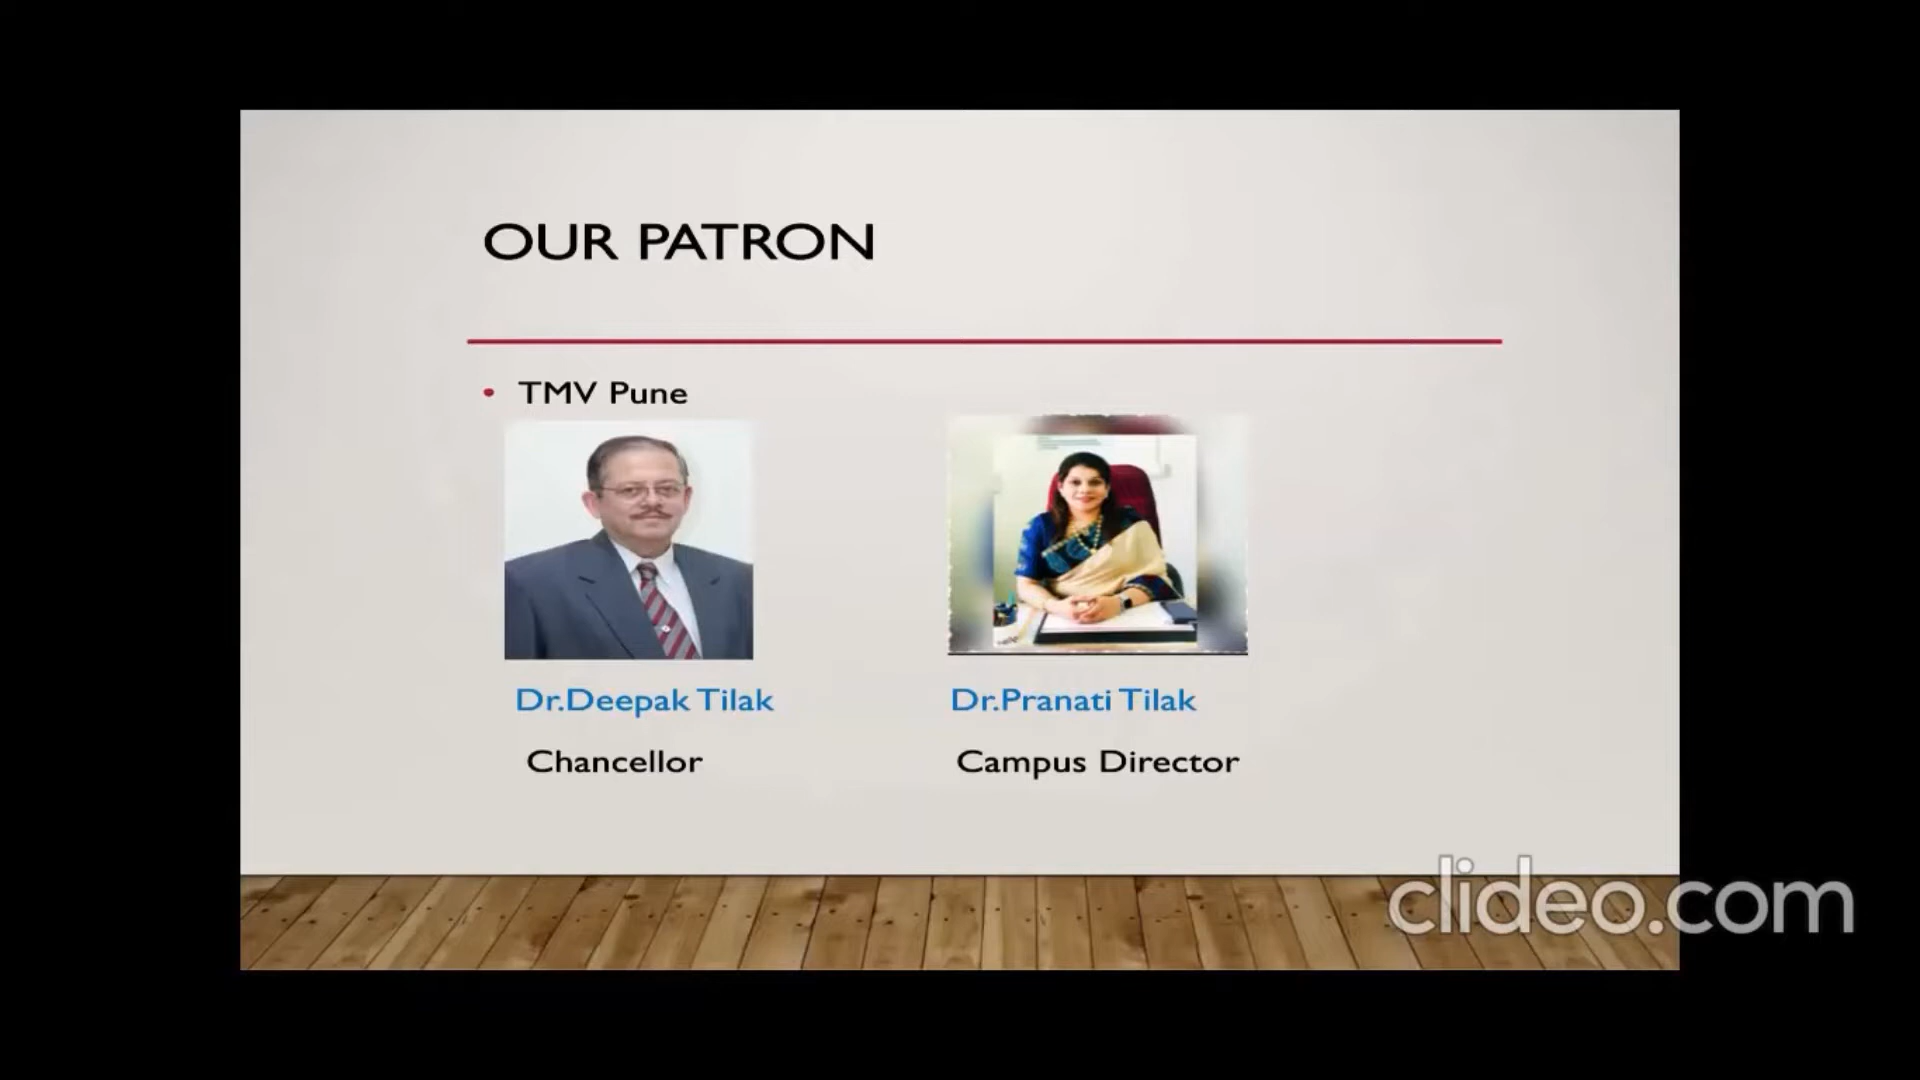 OUR PATRON
• TMV Pune
Dr.Deepak Tilak
Dr.Pranati Tilak
Chancellor
Campus Director
clideo.com